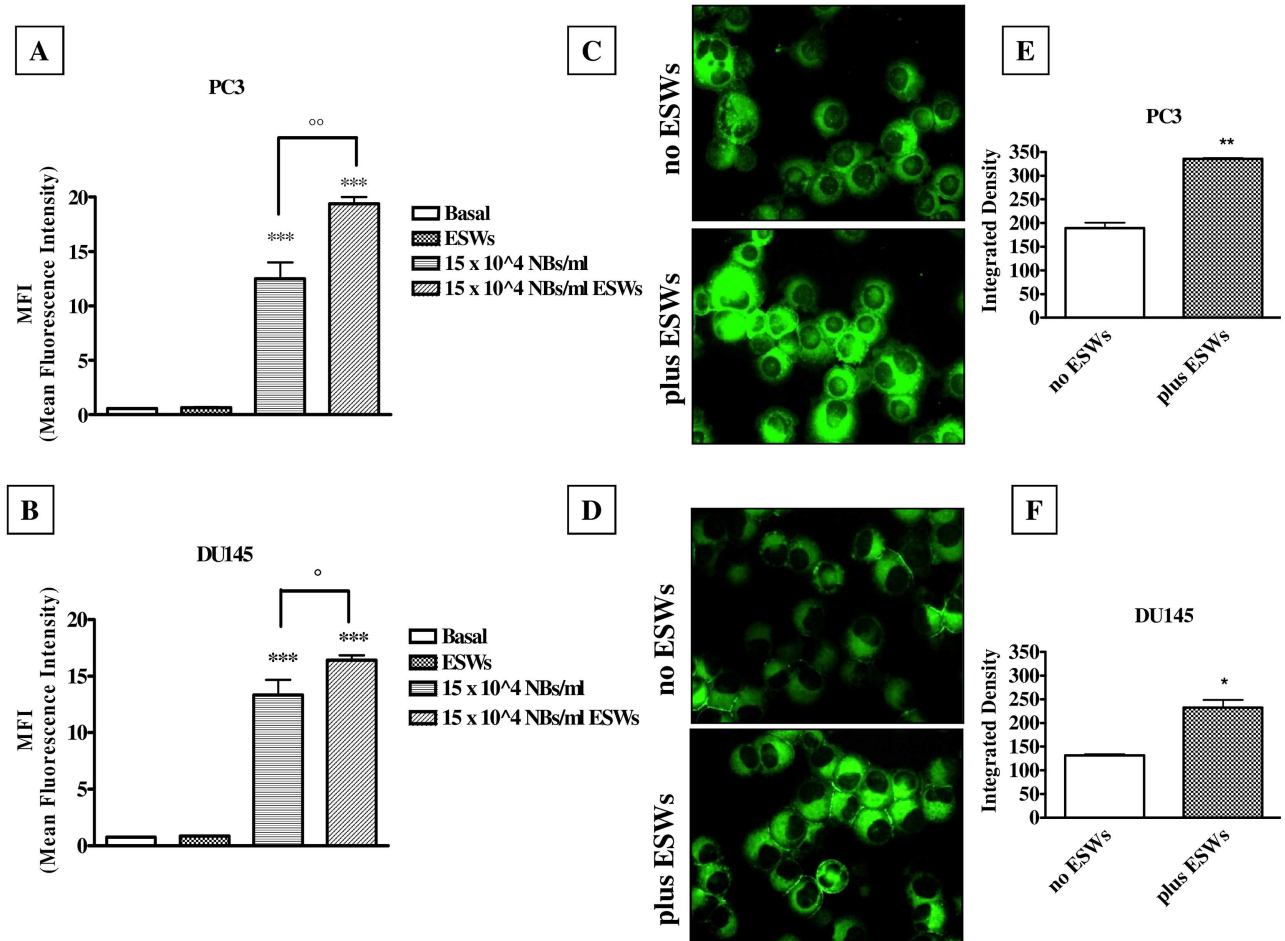 A
PC3
°°
***
***
MFI
(Mean Fluorescence Intensity)
20
15
10
5
0
Basal
ESWs
15 x 10^4 NBs/ml
15 x 10^4 NBs/ml ESWs
B
DU145
°
***
***
MFI
(Mean Fluorescence Intensity)
20
15
10
5
0
Basal
ESWs
15 x 10^4 NBs/ml
15 x 10^4 NBs/ml ESWs
C
no ESWs
plus ESWs
D
no ESWs
plus ESWs
E
PC3
**
Integrated Density
350
300
250
200
150
100
50
0
no ESWs
plus ESWs
F
DU145
*
Integrated Density
350
300
250
200
150
100
50
0
no ESWs
plus ESWs